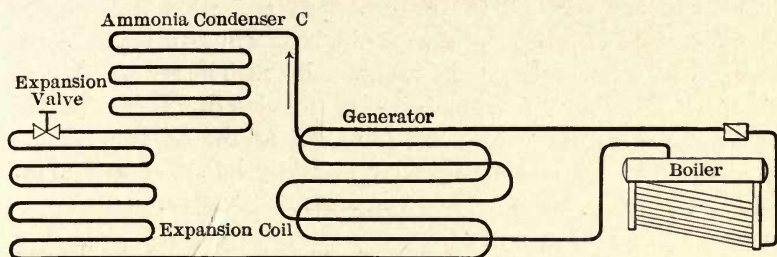 Ammonia Condenser C
Expansion
Valve
Generator
Boiler
Expansion Coil